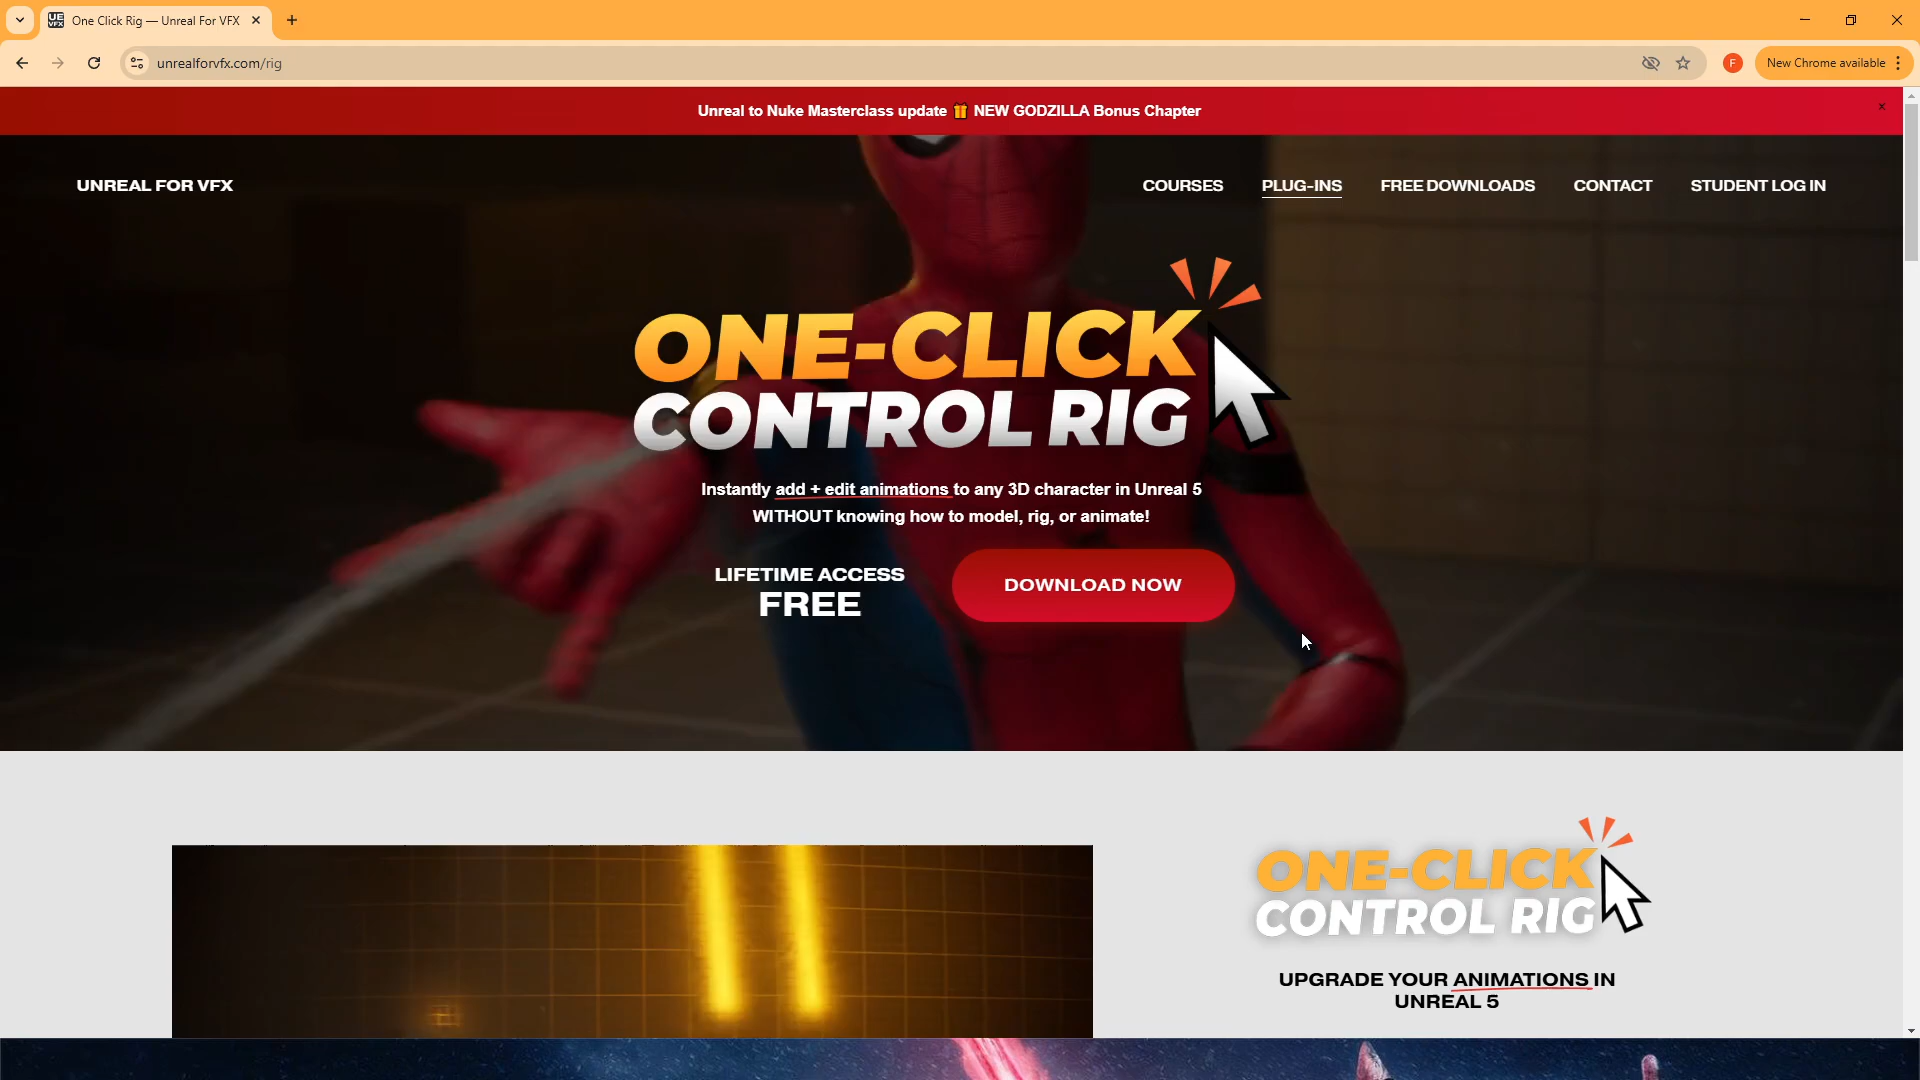 UE
VFX
One Click Rig — Unreal For VFX
unrealforvfx.com/rig
F
New Chrome available
Unreal to Nuke Masterclass update 🎁 NEW GODZILLA Bonus Chapter
UNREAL FOR VFX
COURSES
PLUG-INS
FREE DOWNLOADS
CONTACT
STUDENT LOG IN
ONE-CLICK
CONTROL RIG
Instantly add + edit animations to any 3D character in Unreal 5
WITHOUT knowing how to model, rig, or animate!
LIFETIME ACCESS
FREE
DOWNLOAD NOW
ONE-CLICK
CONTROL RIG
UPGRADE YOUR ANIMATIONS IN
UNREAL 5